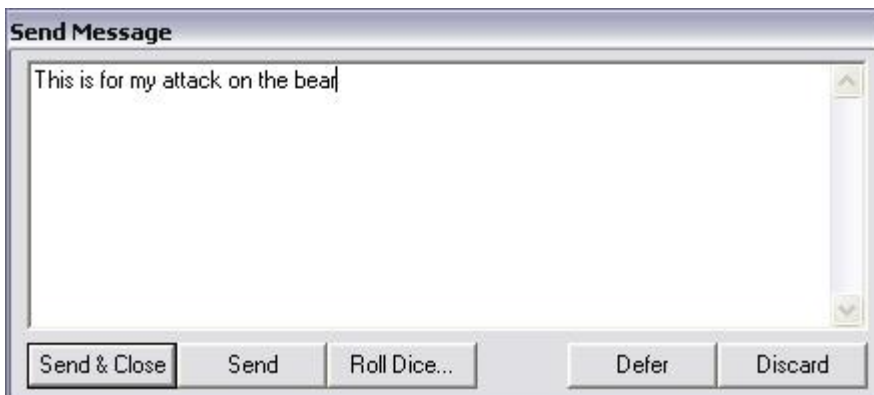 Send Message
This is for my attack on the bear
Send & Close Send Roll Dice... Defer Discard